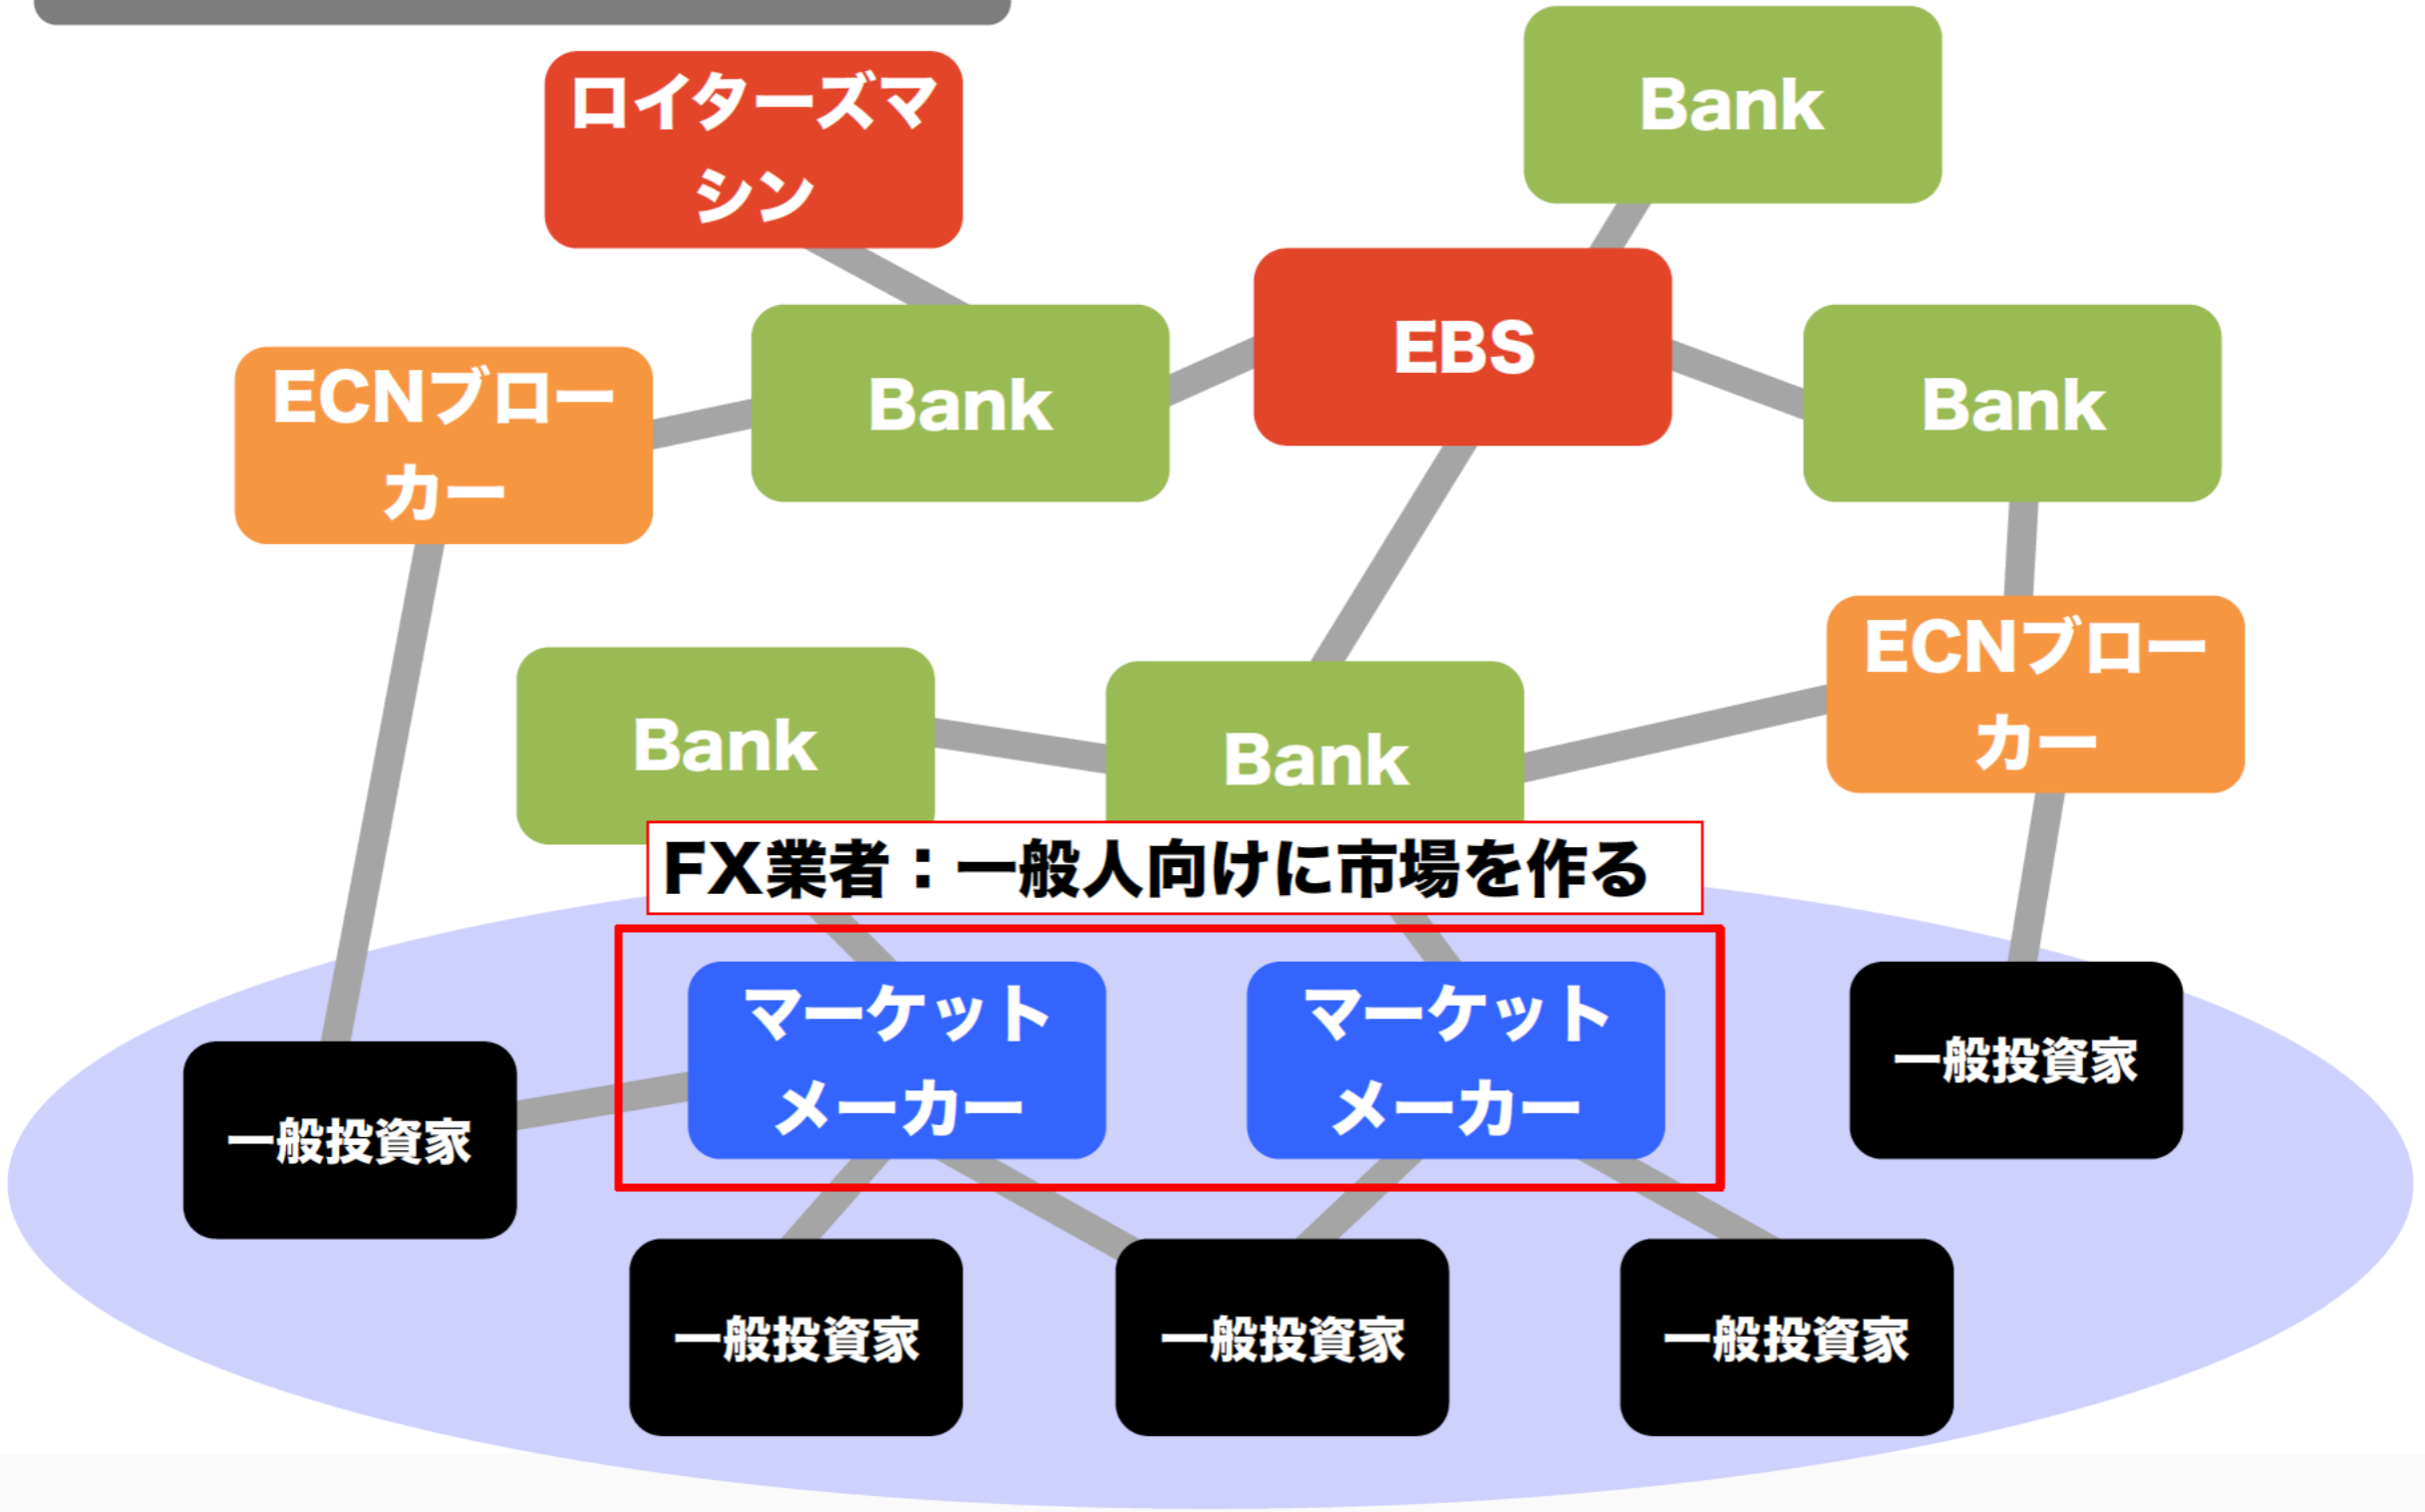 ロイターズマ
シン
Bank
EBS
Bank
Bank
ECNブロー
カー
ECNブロー
カー
Bank
Bank
FX業者：一般人向けに市場を作る
マーケット
メーカー
マーケット
メーカー
一般投資家
一般投資家
一般投資家
一般投資家
一般投資家